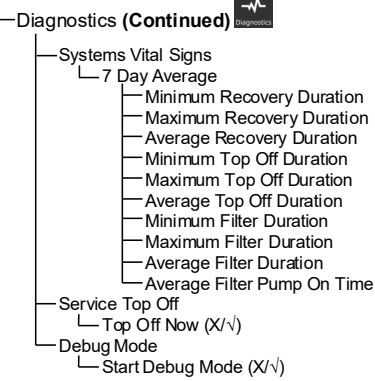 Diagnostics (Continued)
Diagnostics
Systems Vital Signs
7 Day Average
Minimum Recovery Duration
Maximum Recovery Duration
Average Recovery Duration
Minimum Top Off Duration
Maximum Top Off Duration
Average Top Off Duration
Minimum Filter Duration
Maximum Filter Duration
Average Filter Duration
Average Filter Pump On Time
Service Top Off
Top Off Now (X/√)
Debug Mode
Start Debug Mode (X/√)